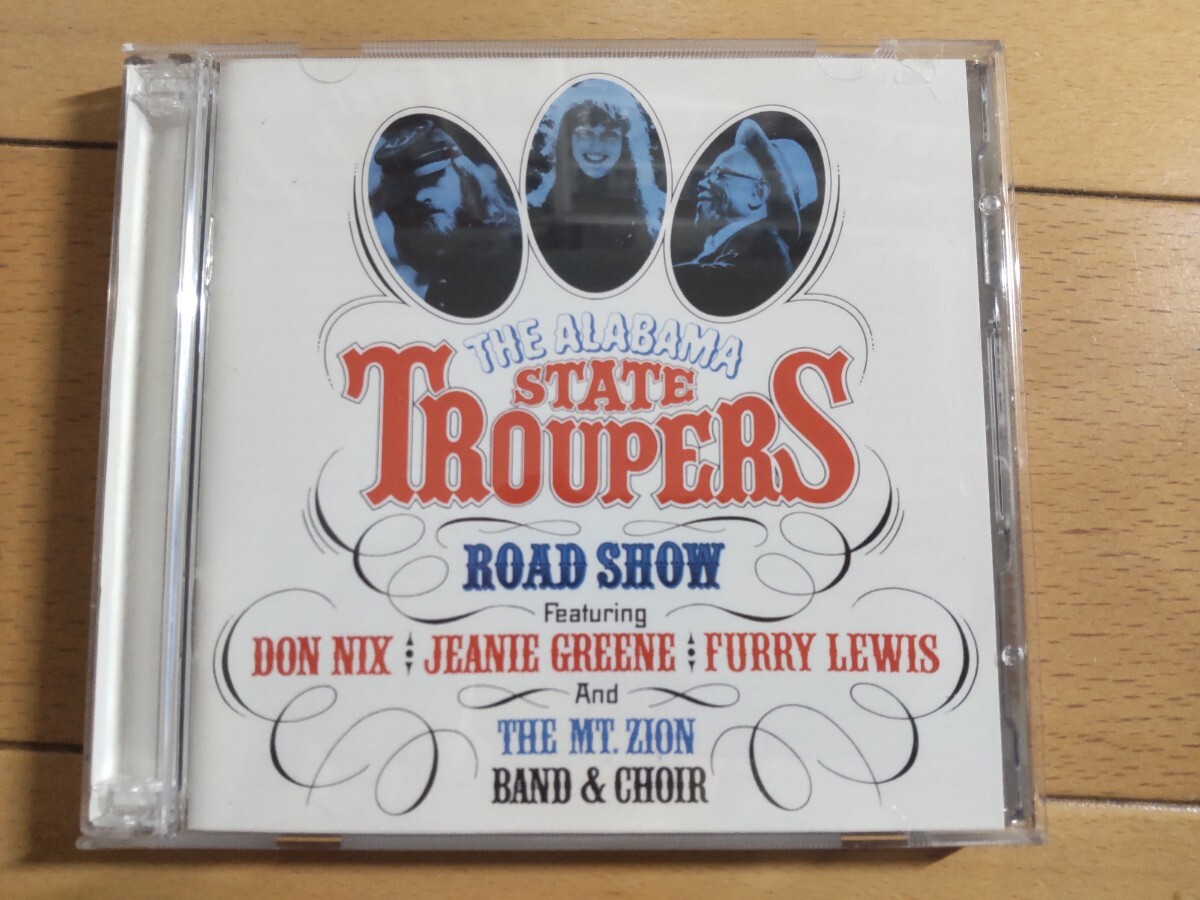 THE ALABAMA
STATE
TROUPERS
ROAD SHOW
Featuring
DON NIX JEANIE GREENE FURRY LEWIS
And
THE MT. ZION
BAND & CHOIR